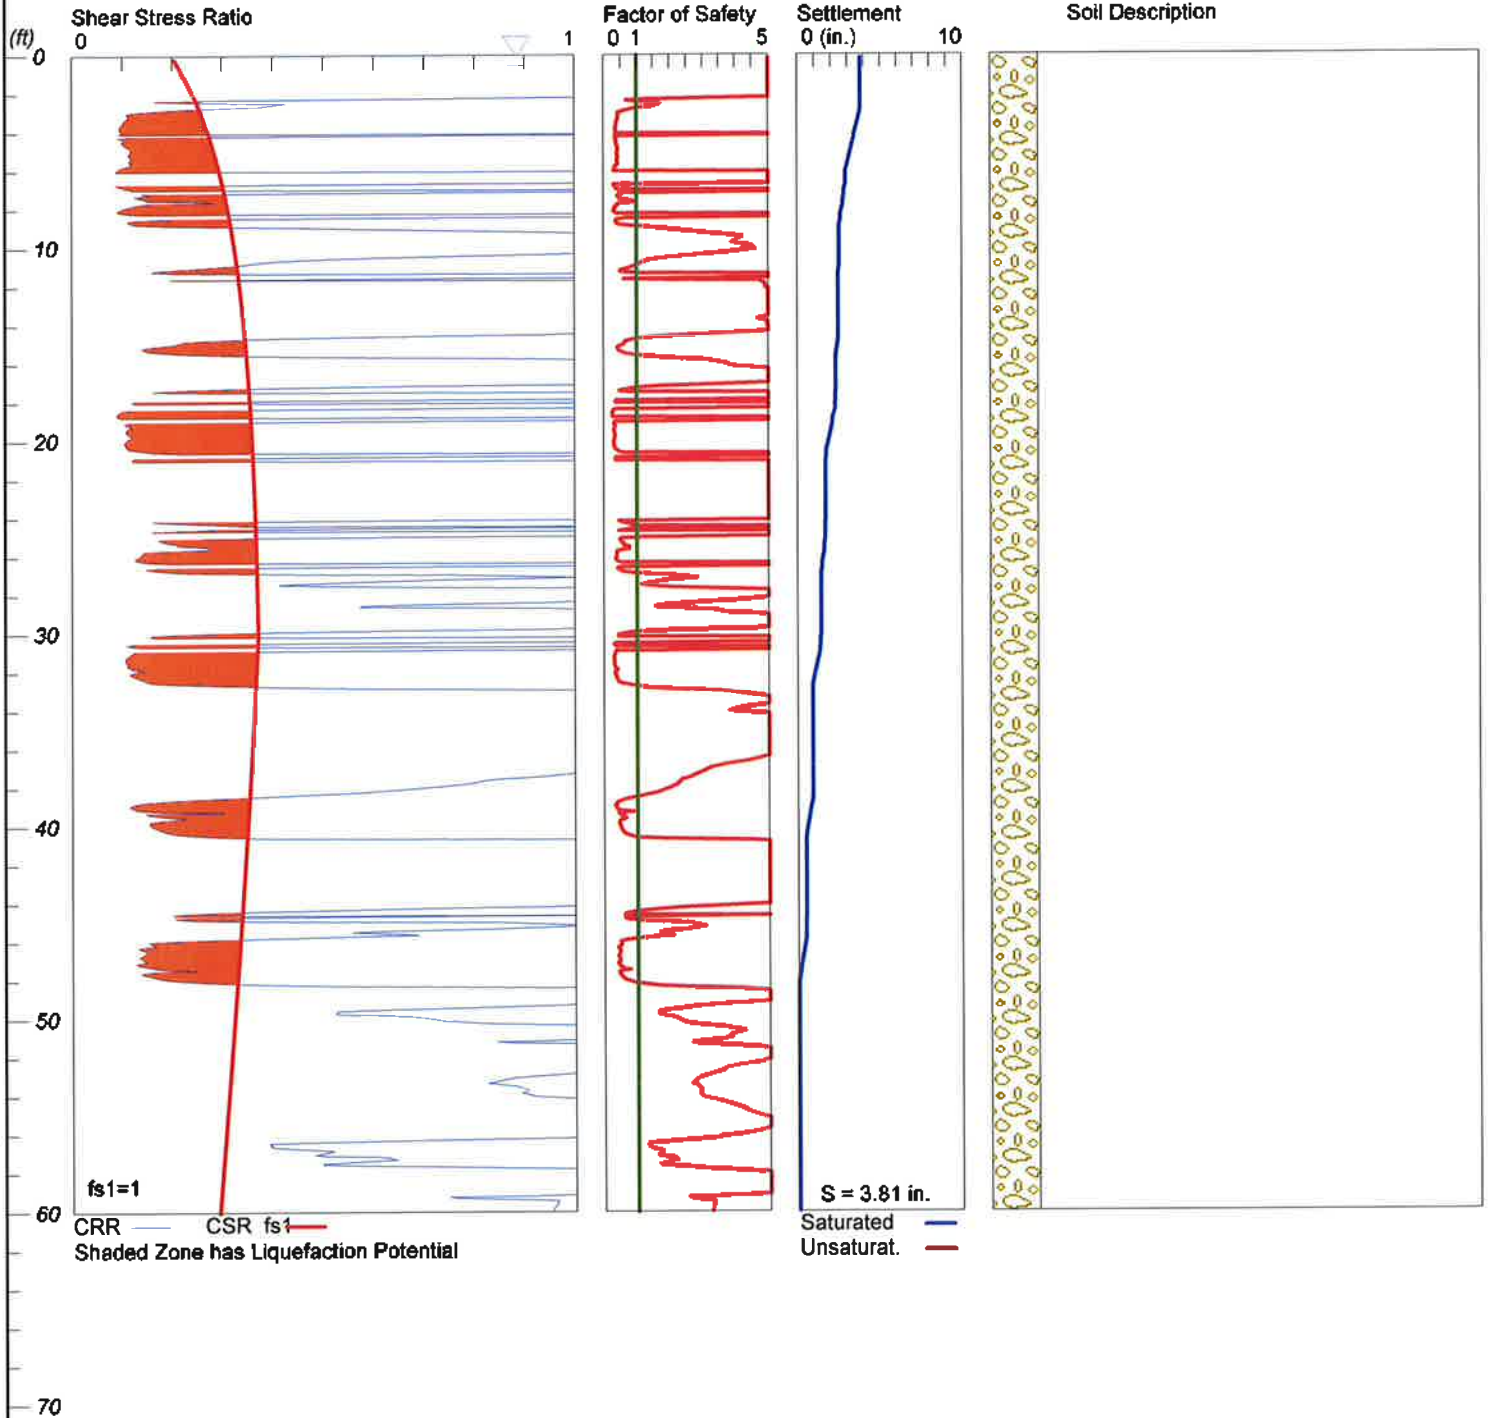 Shear Stress Ratio
Factor of Safety
Settlement
Soil Description
(ft)
0 1
0 1 5
0 (in.) 10
0
10
20
30
40
50
60
70
fs1=1
S = 3.81 in.
CRR CSR fs1
Shaded Zone has Liquefaction Potential
Saturated
Unsaturat.